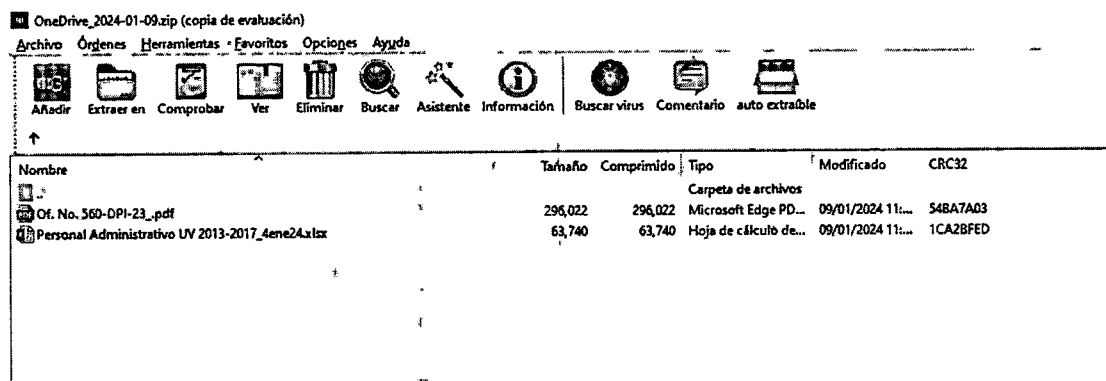 OneDrive_2024-01-09.zip (copia de evaluación)
Archivo Órdenes Herramientas Favoritos Opciones Ayuda
Añadir Extraer en Comprobar Ver Eliminar Buscar Asistente Información Buscar virus Comentario auto extraíble
Nombre Tamaño Comprimido Tipo Modificado CRC32
.. Carpeta de archivos
Of. No. 560-DPI-23_.pdf 296,022 296,022 Microsoft Edge PD... 09/01/2024 11:... 54BA7A03
Personal Administrativo UV 2013-2017_4ene24.xlsx 63,740 63,740 Hoja de cálculo de... 09/01/2024 11:... 1CA2BFED